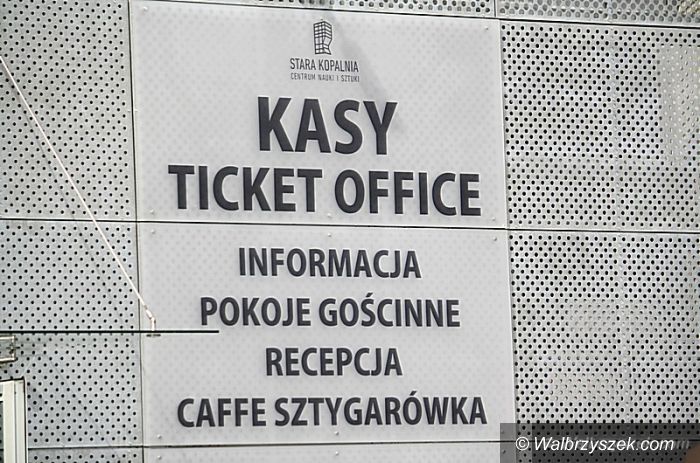 STARA KOPALNIA
CENTRUM NAUKI I SZTUKI
KASY
TICKET OFFICE
INFORMACJA
POKOJE GOŚCINNE
RECEPCJA
CAFFE SZTYGARÓWKA
© Walbrzyszek.com